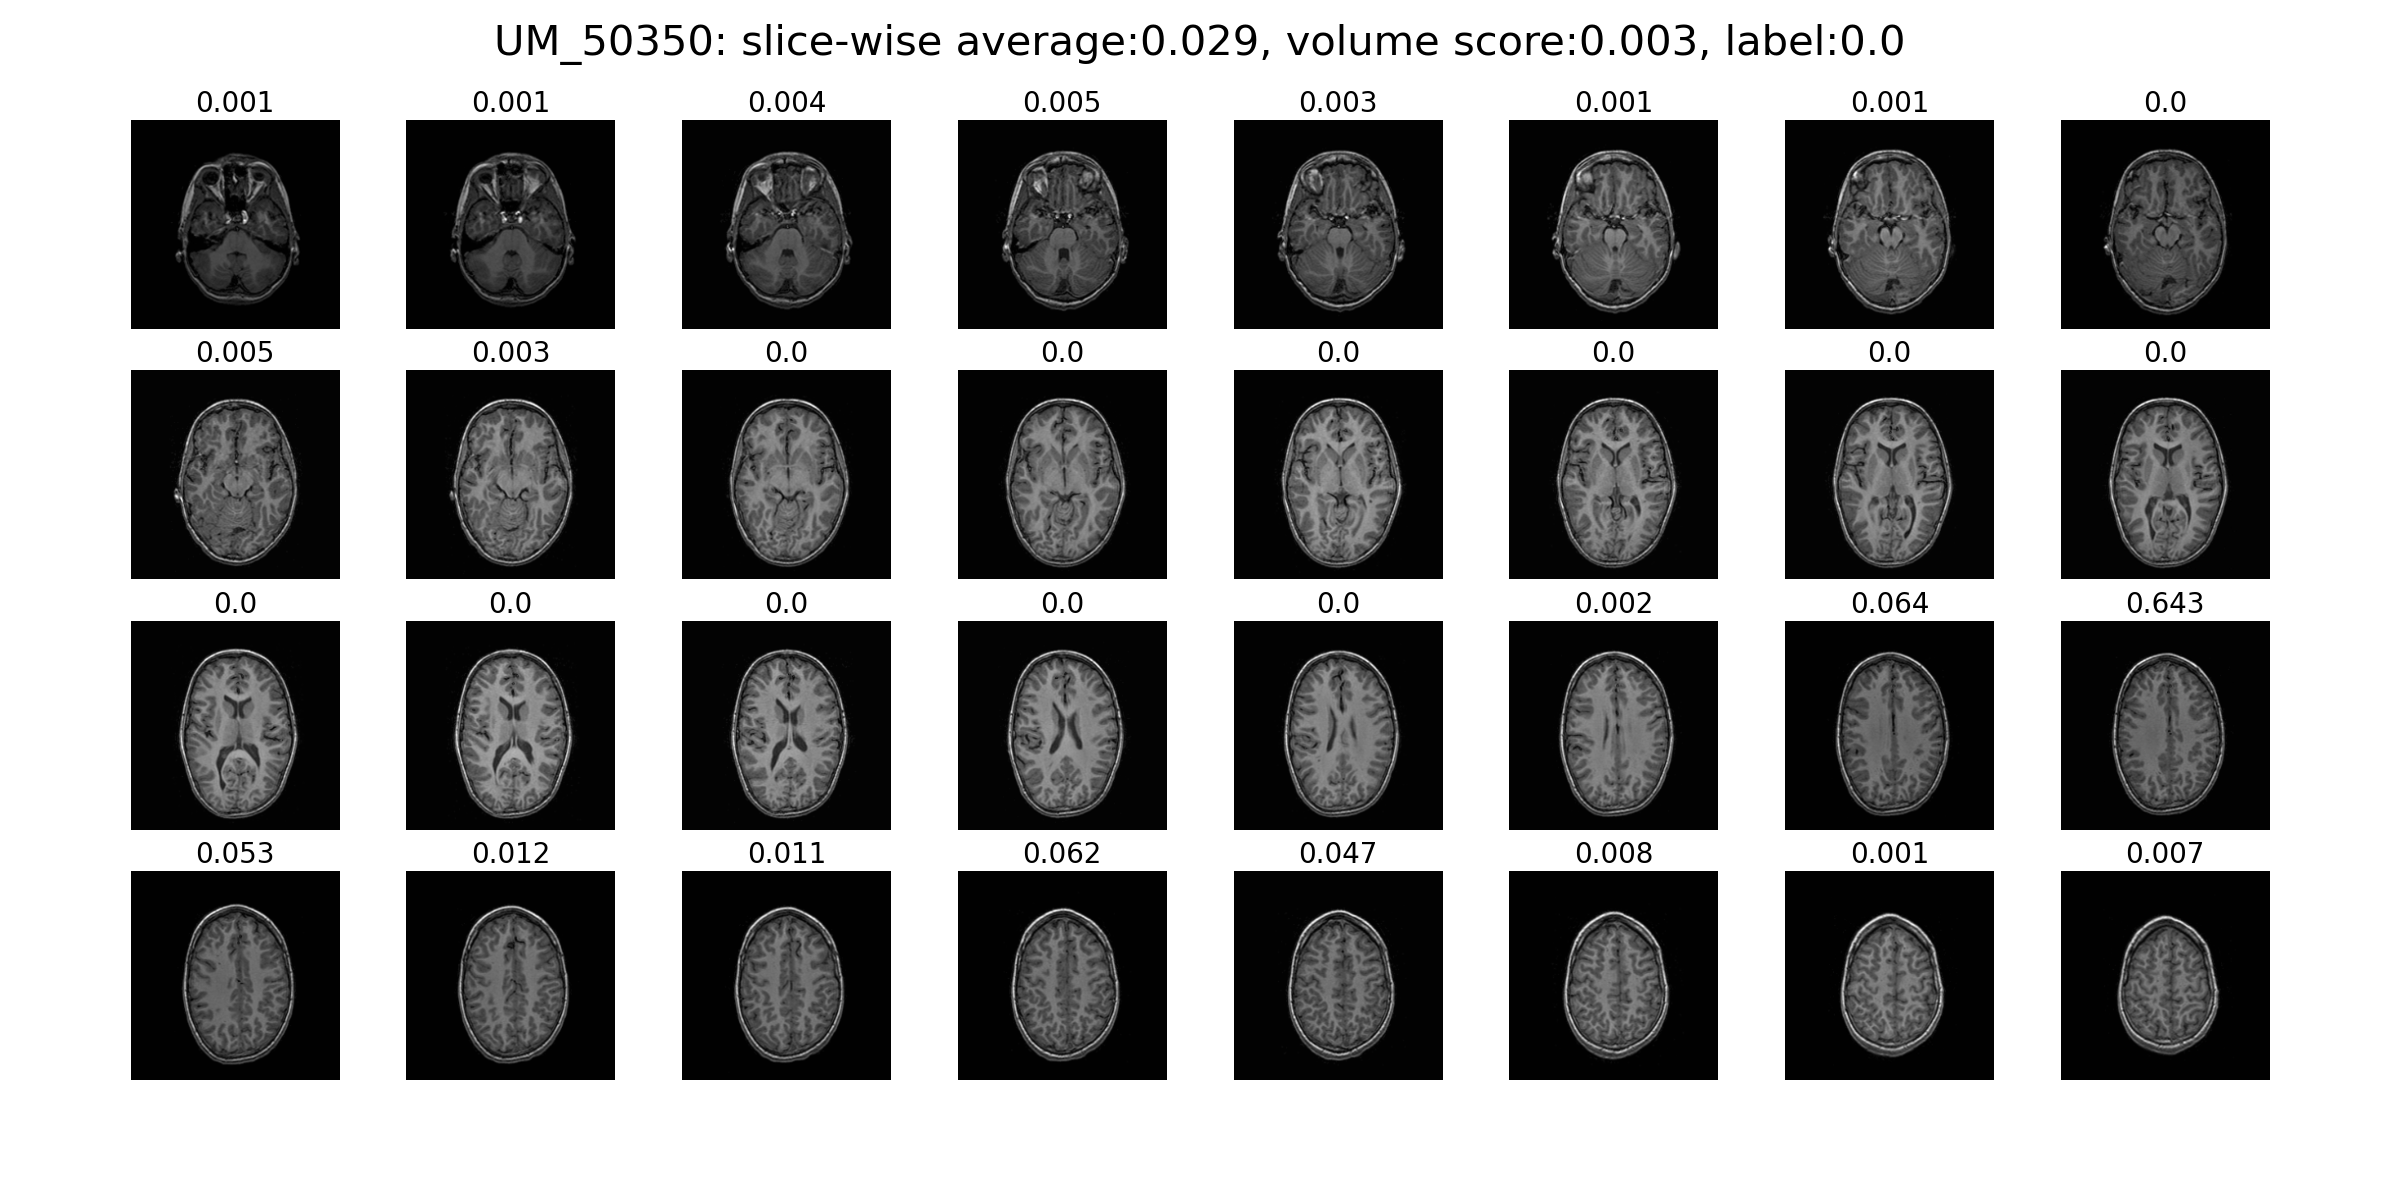 UM_50350: slice-wise average:0.029, volume score:0.003, label:0.0
0.001 0.001 0.004 0.005 0.003 0.001 0.001 0.0
0.005 0.003 0.0 0.0 0.0 0.0 0.0 0.0
0.0 0.0 0.0 0.0 0.0 0.002 0.064 0.643
0.053 0.012 0.011 0.062 0.047 0.008 0.001 0.007